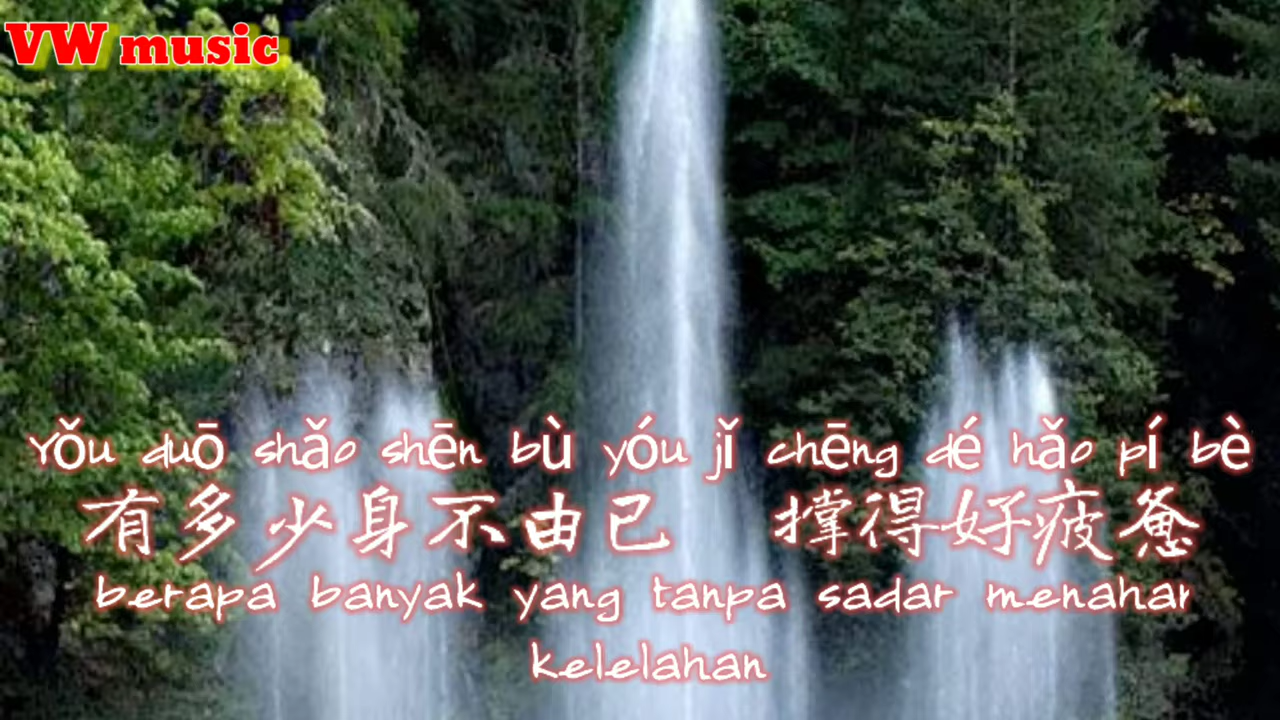 VW music
Yǒu duō shǎo shēn bù yóu jǐ chēng dé hǎo pí bè
有多少身不由己 撑得好疲惫
berapa banyak yang tanpa sadar menahan
kelelahan